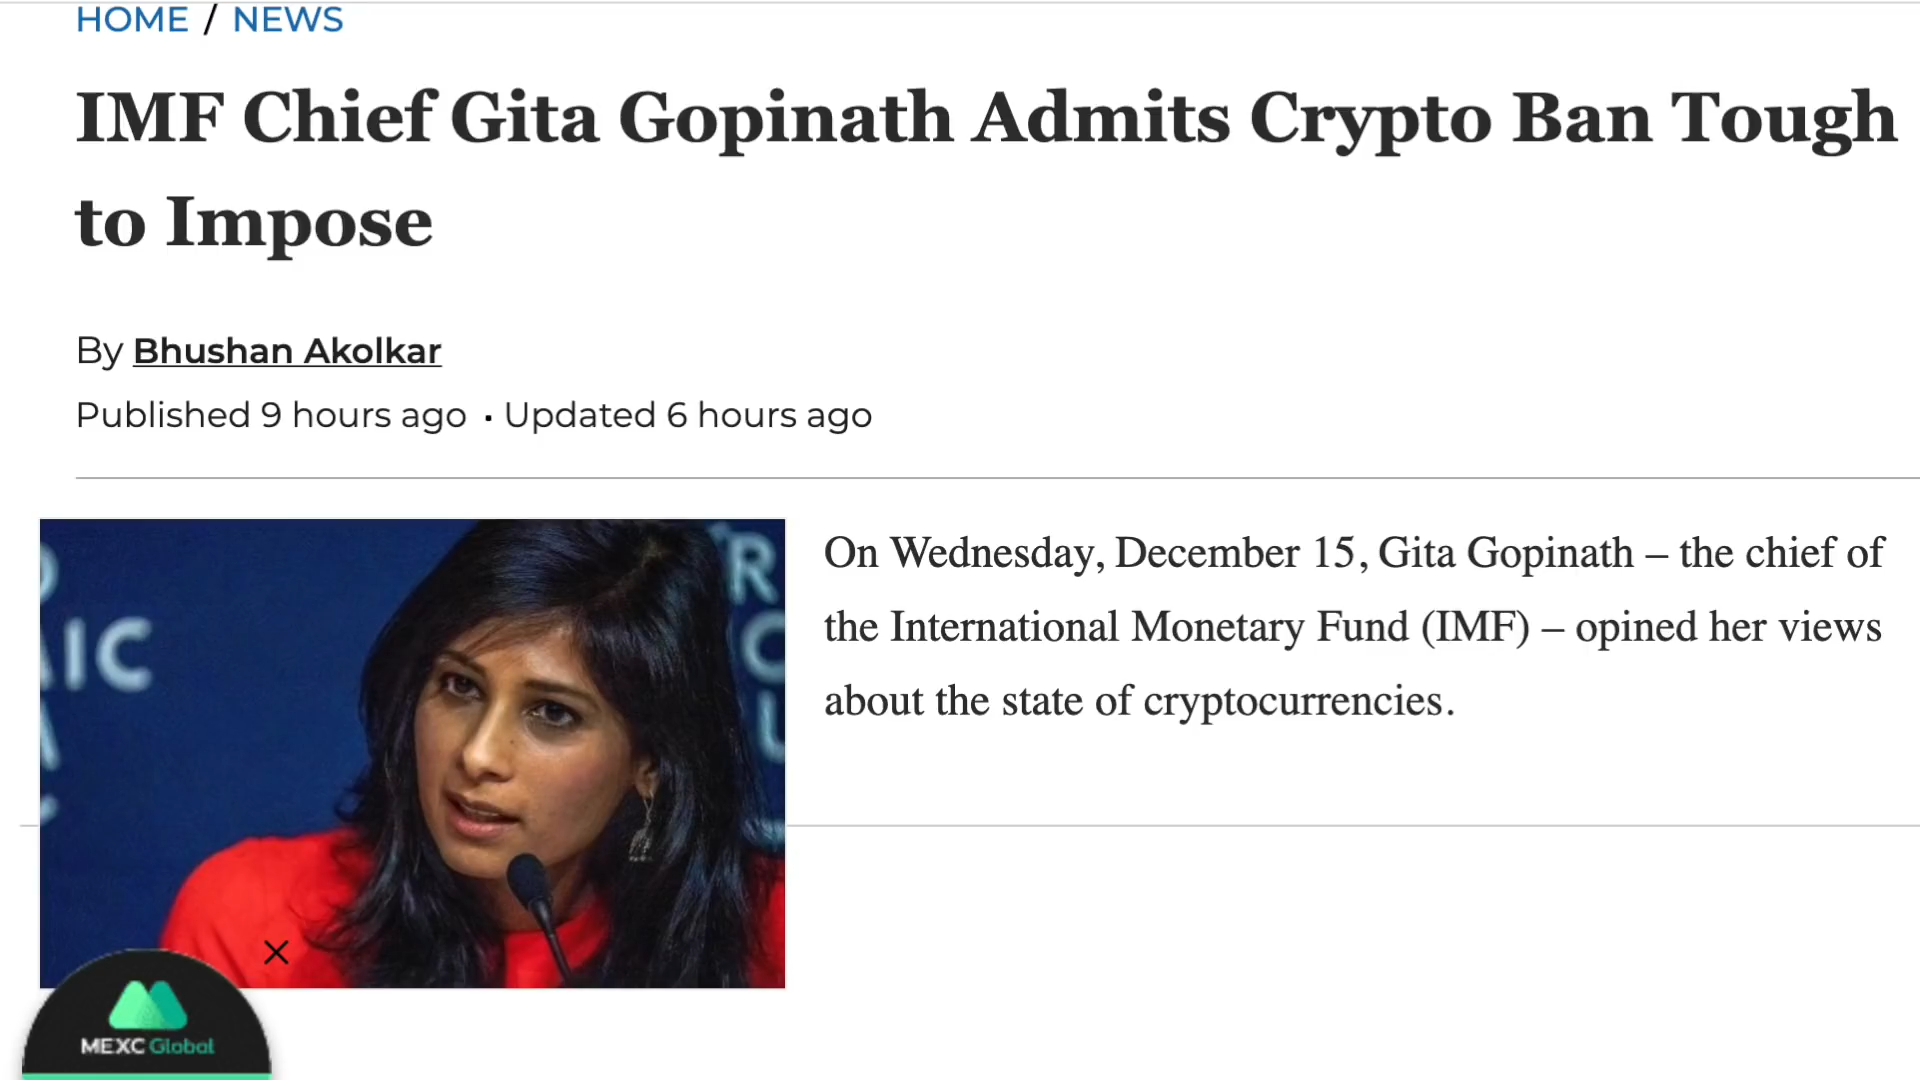 HOME / NEWS
IMF Chief Gita Gopinath Admits Crypto Ban Tough
to Impose
By Bhushan Akolkar
Published 9 hours ago · Updated 6 hours ago
On Wednesday, December 15, Gita Gopinath – the chief of
the International Monetary Fund (IMF) – opined her views
about the state of cryptocurrencies.
IC
R
C
U
MEXC Global